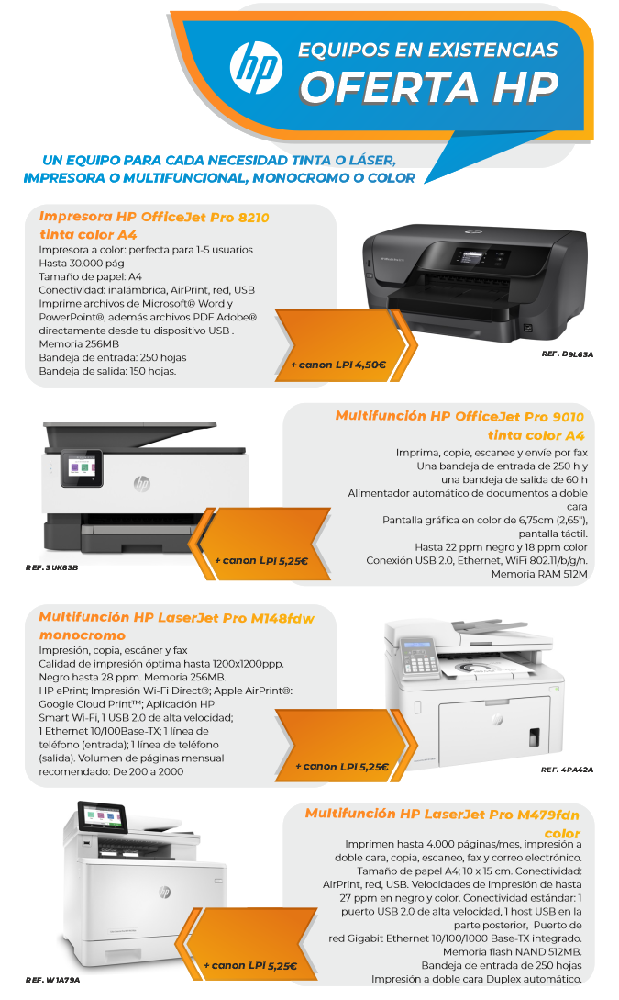 hp
EQUIPOS EN EXISTENCIAS
OFERTA HP
UN EQUIPO PARA CADA NECESIDAD TINTA O LÁSER,
IMPRESORA O MULTIFUNCIONAL, MONOCROMO O COLOR
Impresora HP OfficeJet Pro 8210
tinta color A4
Impresora a color: perfecta para 1-5 usuarios
Hasta 30.000 pág
Tamaño de papel: A4
Conectividad: inalámbrica, AirPrint, red, USB
Imprime archivos de Microsoft® Word y
PowerPoint®, además archivos PDF Adobe®
directamente desde tu dispositivo USB .
Memoria 256MB
Bandeja de entrada: 250 hojas
Bandeja de salida: 150 hojas.
+ canon LPI 4,50€
REF. D9L63A
Multifunción HP OfficeJet Pro 9010
tinta color A4
Imprima, copie, escanee y envíe por fax
Una bandeja de entrada de 250 h y
una bandeja de salida de 60 h
Alimentador automático de documentos a doble
cara
Pantalla gráfica en color de 6,75cm (2,65"),
pantalla táctil.
Hasta 22 ppm negro y 18 ppm color
Conexión USB 2.0, Ethernet, WiFi 802.11/b/g/n.
Memoria RAM 512M
hp
+ canon LPI 5,25€
REF. 3UK83B
Multifunción HP LaserJet Pro M148fdw
monocromo
Impresión, copia, escáner y fax
Calidad de impresión óptima hasta 1200x1200ppp.
Negro hasta 28 ppm. Memoria 256MB.
HP ePrint; Impresión Wi-Fi Direct®; Apple AirPrint®:
Google Cloud Print™; Aplicación HP
Smart Wi-Fi, 1 USB 2.0 de alta velocidad;
1 Ethernet 10/100Base-TX; 1 línea de
teléfono (entrada); 1 línea de teléfono
(salida). Volumen de páginas mensual
recomendado: De 200 a 2000
+ canon LPI 5,25€
REF. 4PA42A
Multifunción HP LaserJet Pro M479fdn
color
Imprimen hasta 4.000 páginas/mes, impresión a
doble cara, copia, escaneo, fax y correo electrónico.
Tamaño de papel A4; 10 x 15 cm. Conectividad:
AirPrint, red, USB. Velocidades de impresión de hasta
27 ppm en negro y color. Conectividad estándar: 1
puerto USB 2.0 de alta velocidad, 1 host USB en la
parte posterior,  Puerto de
red Gigabit Ethernet 10/100/1000 Base-TX integrado.
Memoria flash NAND 512MB.
Bandeja de entrada de 250 hojas
Impresión a doble cara Duplex automático.
hp
+ canon LPI 5,25€
REF. W1A79A